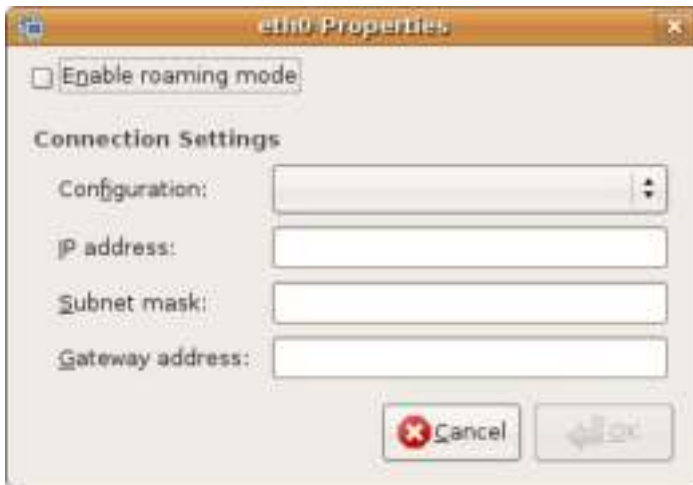 eth0 Properties
Enable roaming mode
Connection Settings
Configuration:
IP address:
Subnet mask:
Gateway address:
Cancel
OK